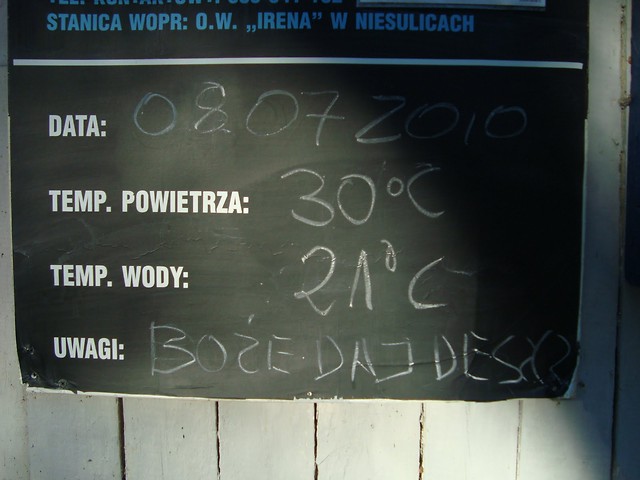 STANICA WOPR: O.W. „IRENA” W NIESULICACH
DATA: 08.07 2010
TEMP. POWIETRZA: 30°C
TEMP. WODY: 21°C
UWAGI: BOŻE DAJ DESZCZ